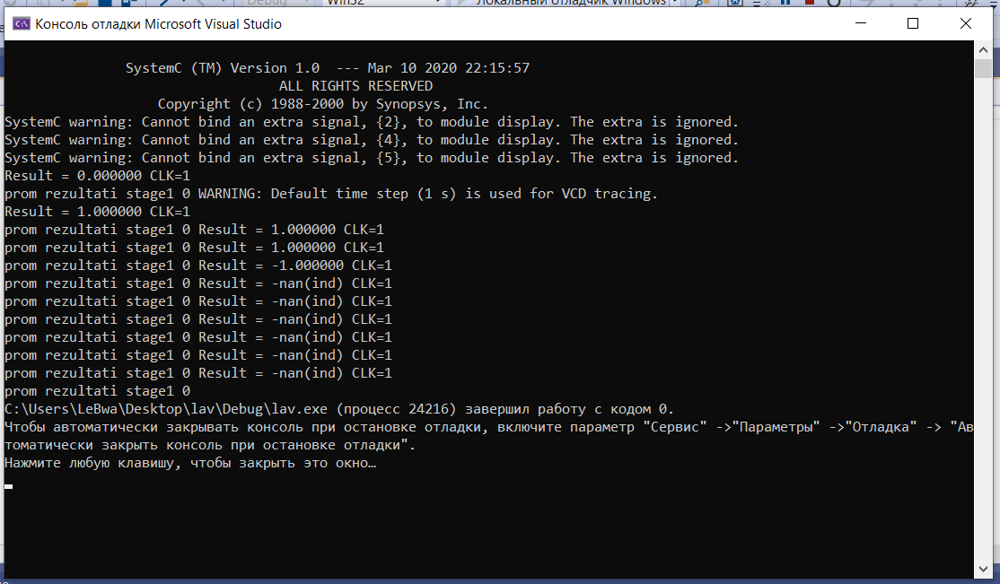 Debug
Win32
Локальный отладчик Windows
Консоль отладки Microsoft Visual Studio
SystemC (TM) Version 1.0  --- Mar 10 2020 22:15:57
ALL RIGHTS RESERVED
Copyright (c) 1988-2000 by Synopsys, Inc.
SystemC warning: Cannot bind an extra signal, {2}, to module display. The extra is ignored.
SystemC warning: Cannot bind an extra signal, {4}, to module display. The extra is ignored.
SystemC warning: Cannot bind an extra signal, {5}, to module display. The extra is ignored.
Result = 0.000000 CLK=1
prom rezultati stage1 0 WARNING: Default time step (1 s) is used for VCD tracing.
Result = 1.000000 CLK=1
prom rezultati stage1 0 Result = 1.000000 CLK=1
prom rezultati stage1 0 Result = 1.000000 CLK=1
prom rezultati stage1 0 Result = -1.000000 CLK=1
prom rezultati stage1 0 Result = -nan(ind) CLK=1
prom rezultati stage1 0 Result = -nan(ind) CLK=1
prom rezultati stage1 0 Result = -nan(ind) CLK=1
prom rezultati stage1 0 Result = -nan(ind) CLK=1
prom rezultati stage1 0 Result = -nan(ind) CLK=1
prom rezultati stage1 0 Result = -nan(ind) CLK=1
prom rezultati stage1 0
C:\Users\LeBwa\Desktop\lav\Debug\lav.exe (процесс 24216) завершил работу с кодом 0.
Чтобы автоматически закрывать консоль при остановке отладки, включите параметр "Сервис" ->"Параметры" ->"Отладка" -> "Ав
томатически закрыть консоль при остановке отладки".
Нажмите любую клавишу, чтобы закрыть это окно…